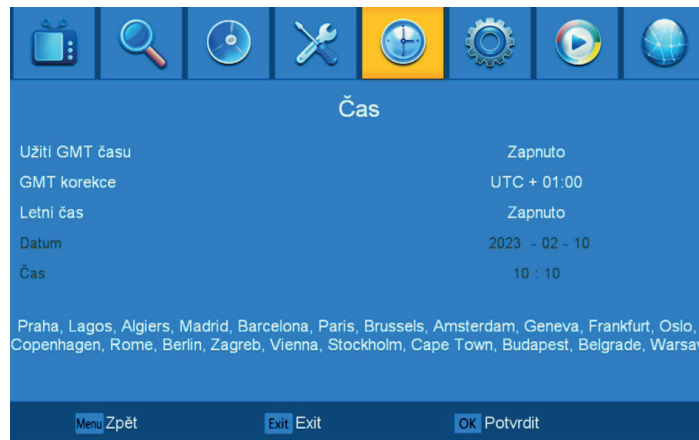 Čas
Užití GMT času Zapnuto
GMT korekce UTC + 01:00
Letní čas Zapnuto
Datum 2023 - 02 - 10
Čas 10 : 10
Praha, Lagos, Algiers, Madrid, Barcelona, Paris, Brussels, Amsterdam, Geneva, Frankfurt, Oslo,
Copenhagen, Rome, Berlin, Zagreb, Vienna, Stockholm, Cape Town, Budapest, Belgrade, Warsaw
Menu Zpět Exit Exit OK Potvrdit